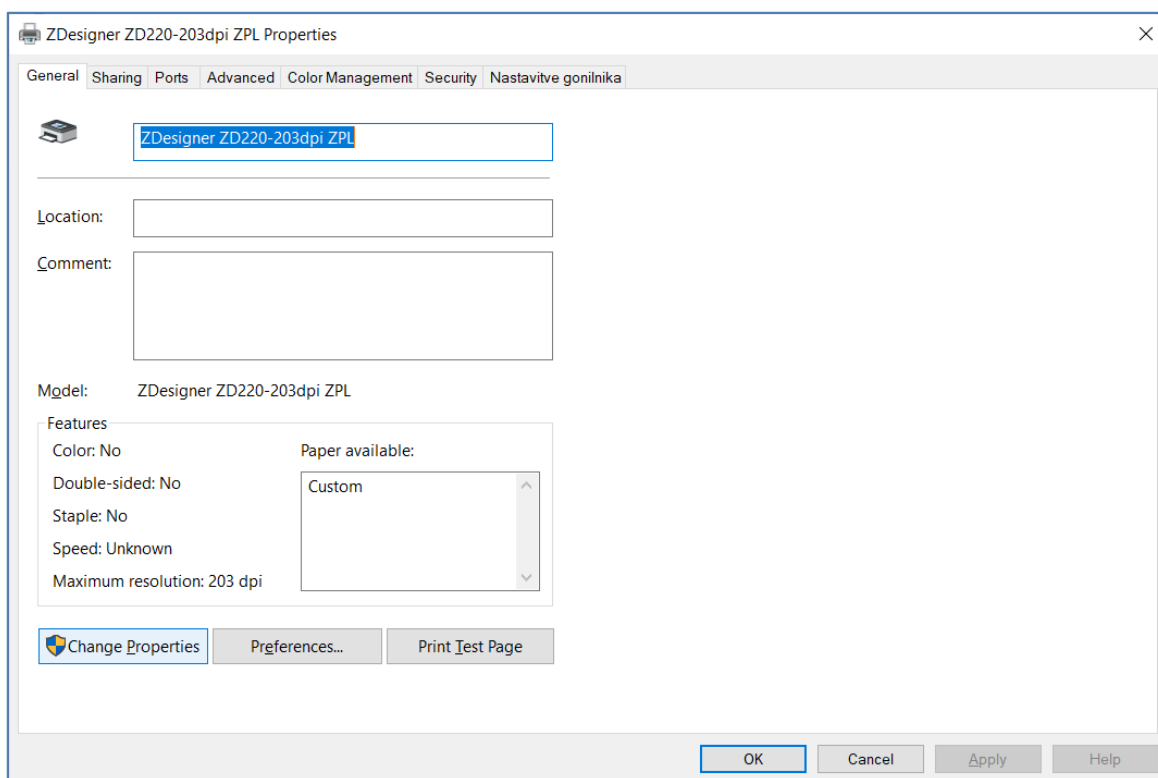 ZDesigner ZD220-203dpi ZPL Properties
General Sharing Ports Advanced Color Management Security Nastavitve gonilnika
ZDesigner ZD220-203dpi ZPL
Location:
Comment:
Model: ZDesigner ZD220-203dpi ZPL
Features
Color: No Paper available:
Double-sided: No Custom
Staple: No
Speed: Unknown
Maximum resolution: 203 dpi
Change Properties Preferences... Print Test Page
OK Cancel Apply Help